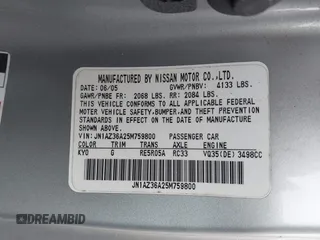 MANUFACTURED BY NISSAN MOTOR CO.,LTD.
DATE: 06/05 GVWR/PNBV: 4133 LBS.
GAWR/PNBE FR: 2068 LBS. RR: 2084 LBS.
THIS VEHICLE CONFORMS TO ALL APPLICABLE
FEDERAL MOTOR VEHICLE SAFETY,BUMPER,AND THEFT
PREVENTION STANDARDS IN EFFECT ON THE
DATE OF MANUFACTURE SHOWN ABOVE.
VIN: JN1AZ36A25M759800 PASSENGER CAR
COLOR TRIM TRANS AXLE ENGINE
KY0 G RE5R05A RC33 VQ35(DE) 3498CC
JN1AZ36A25M759800
DREAMBID